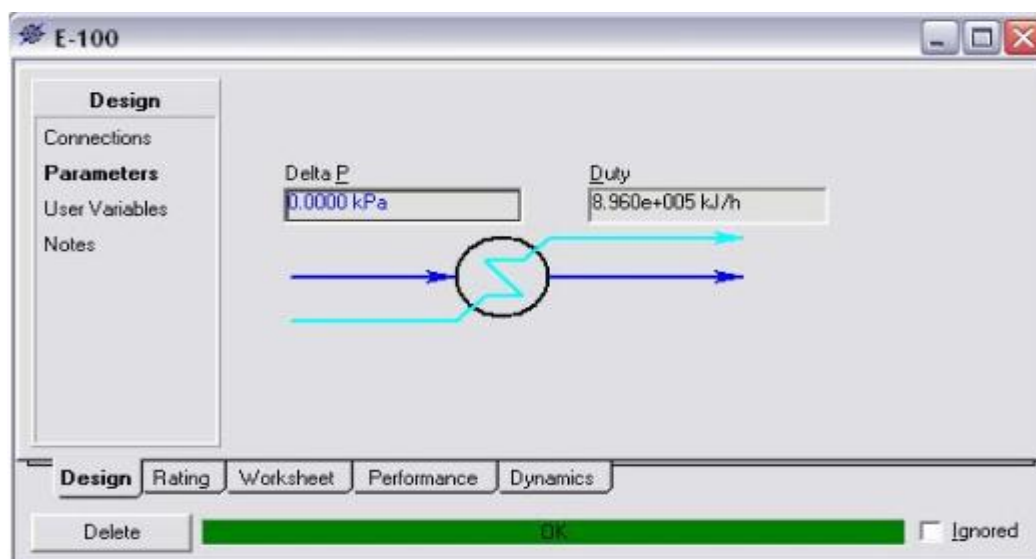 E-100
Design
Connections
Parameters
User Variables
Notes
Delta P
Duty
0.0000 kPa
8.960e+005 kJ/h
Design Rating Worksheet Performance Dynamics
Delete
OK
Ignored